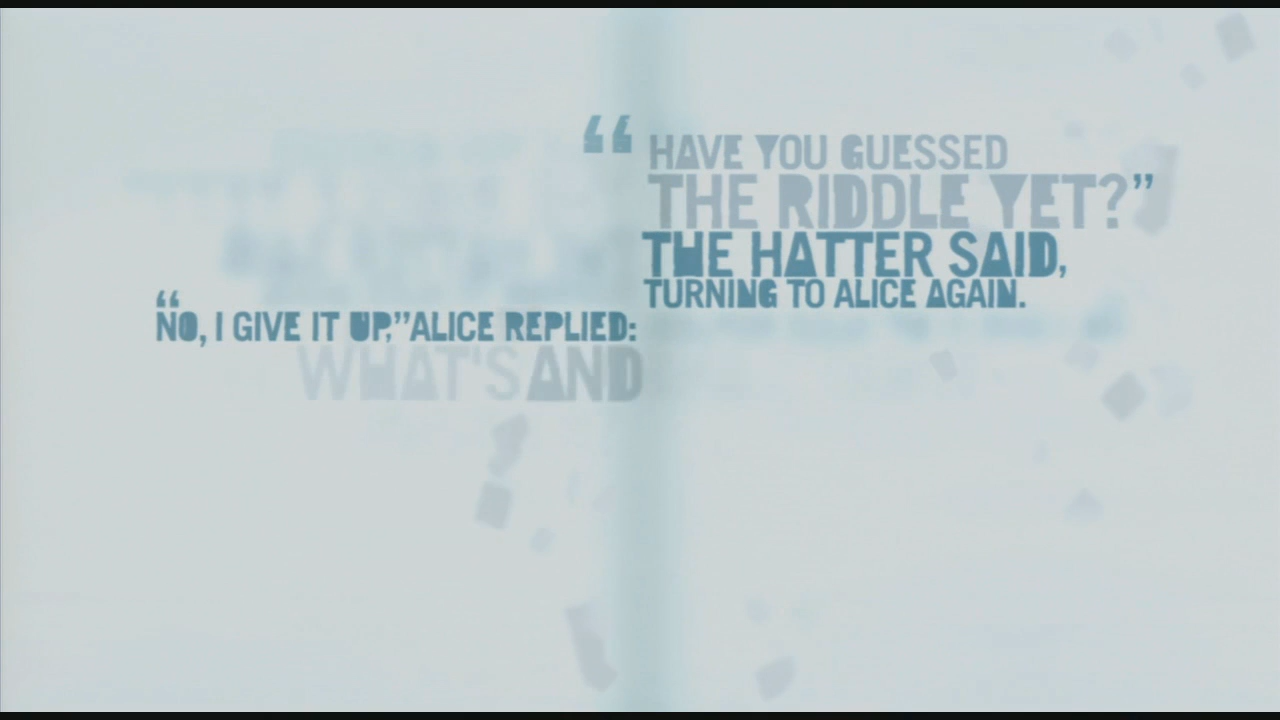 “HAVE YOU GUESSED
THE RIDDLE YET?”
THE HATTER SAID,
TURNING TO ALICE AGAIN.
“NO, I GIVE IT UP,”ALICE REPLIED:
WHAT'S AND